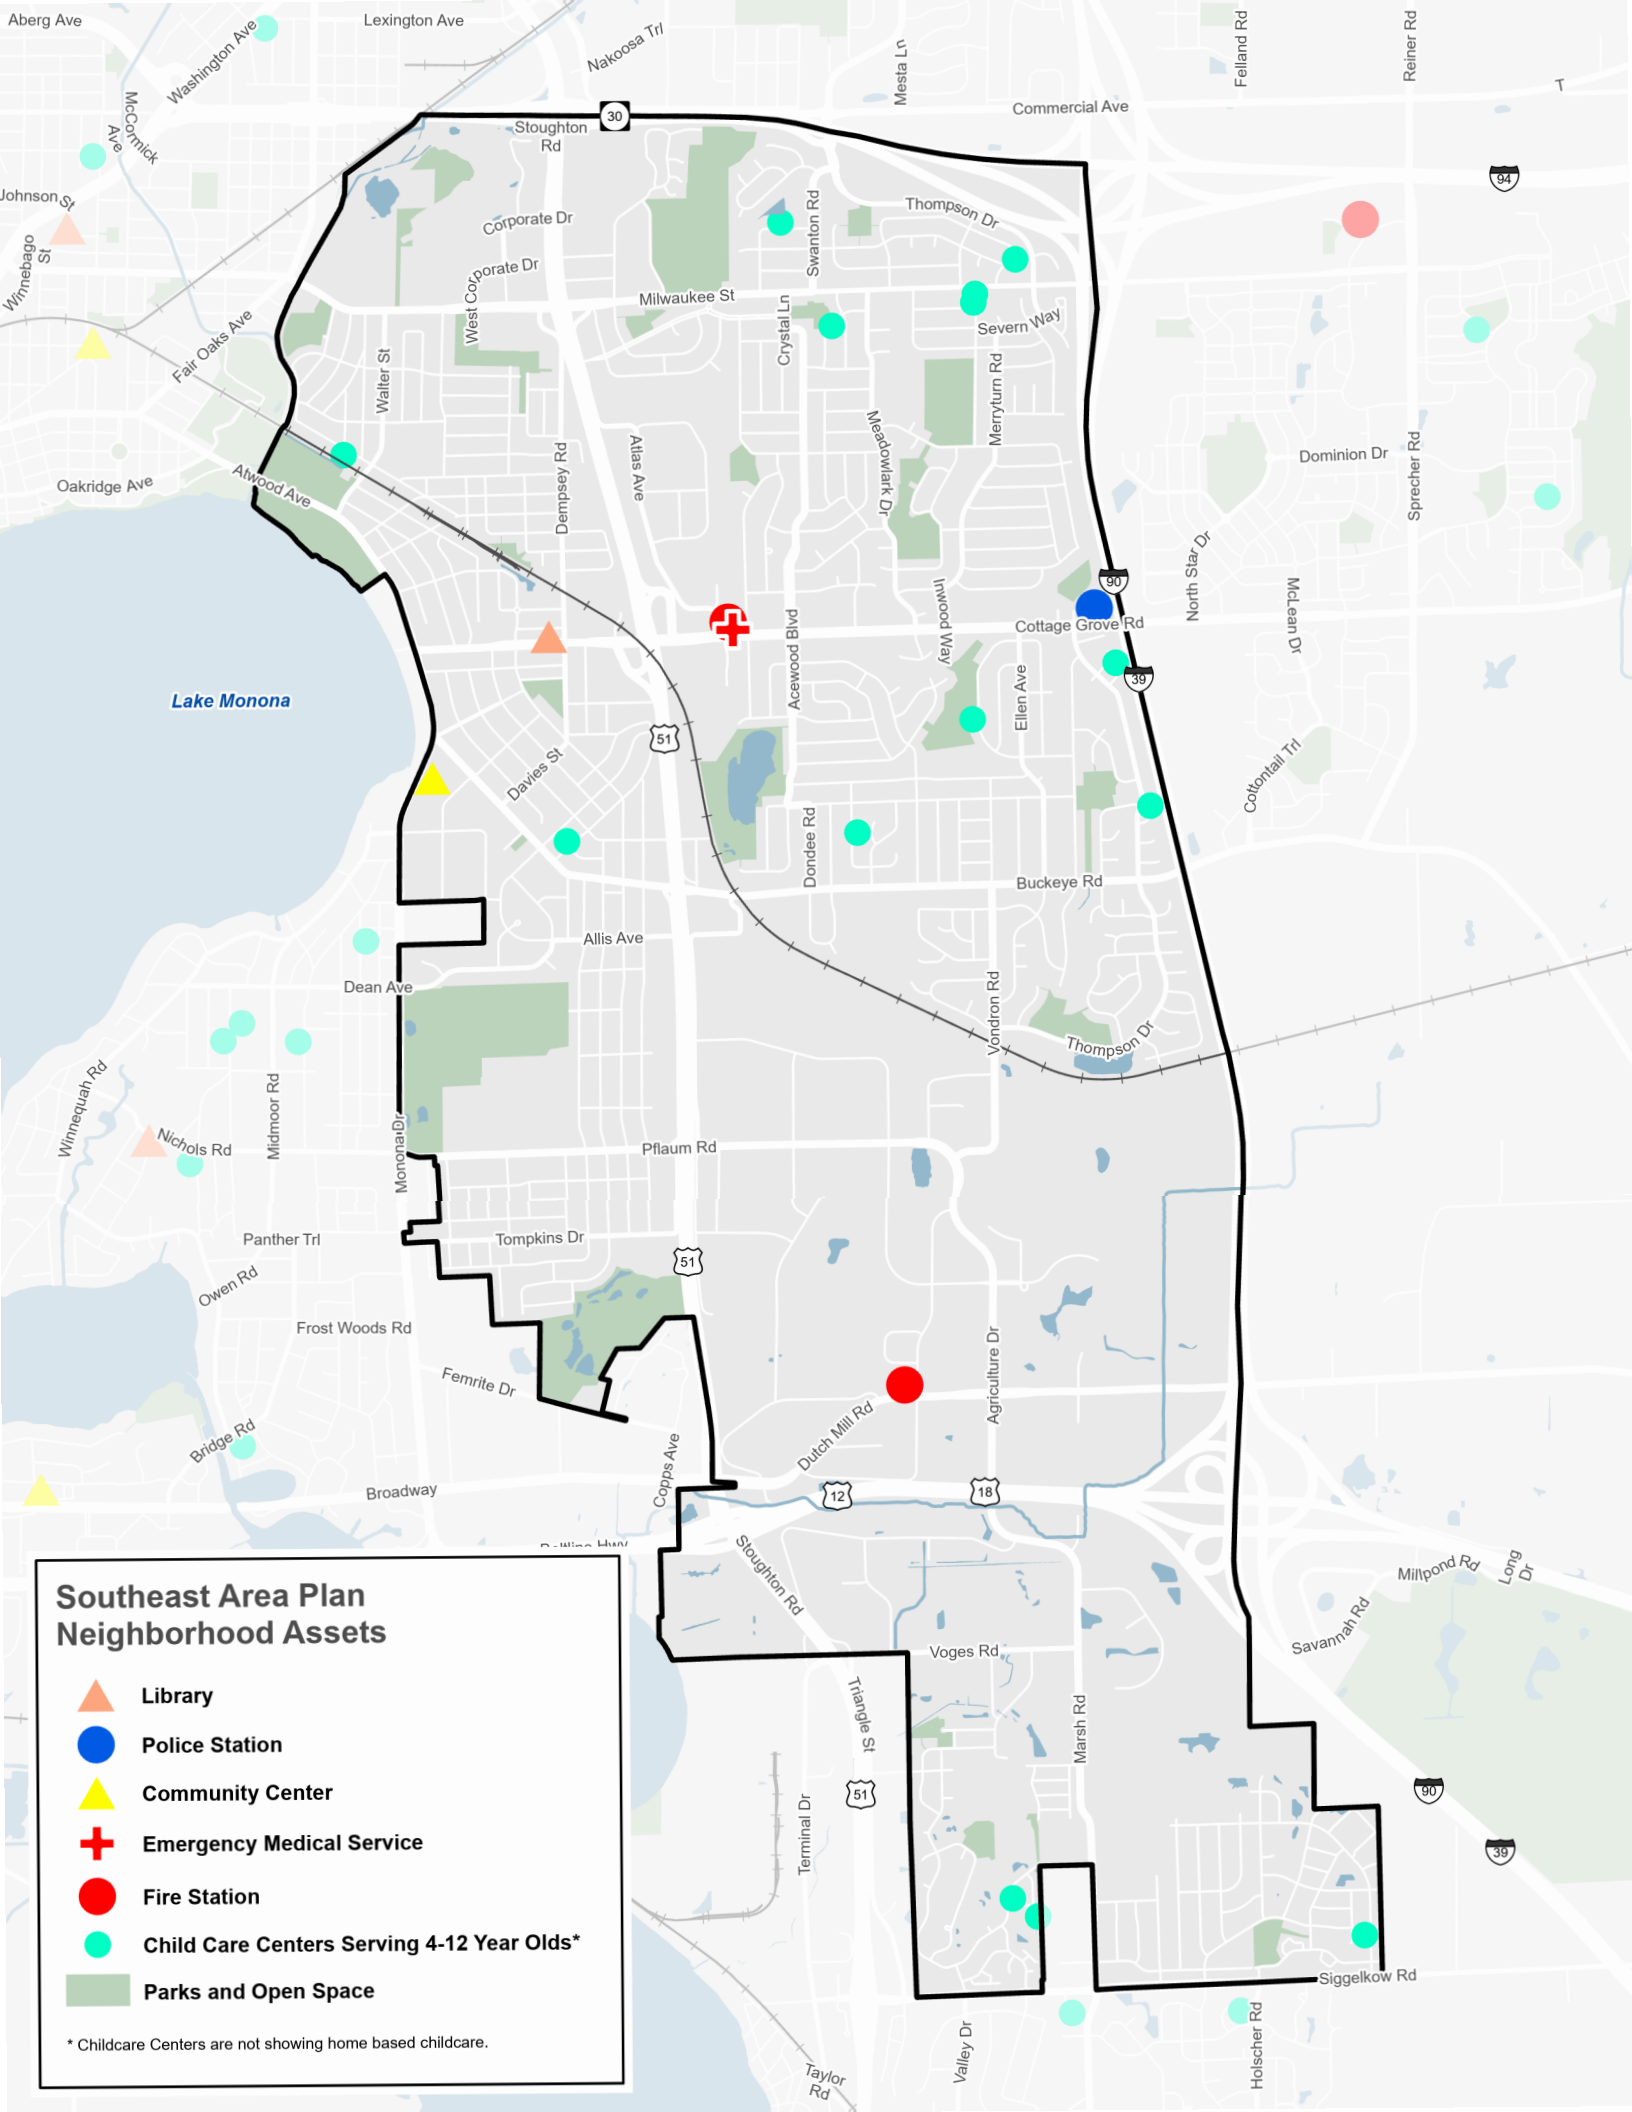 Aberg Ave
Lexington Ave
Washington Ave
Nakoosa Trl
Mesta Ln
Felland Rd
Reiner Rd
T
McCormick
Ave
Commercial Ave
30
Stoughton
Rd
94
Johnson St
Winnebago
St
Corporate Dr
Swanton Rd
Thompson Dr
West Corporate Dr
Milwaukee St
Crystal Ln
Severn Way
Fair Oaks Ave
Walter St
Merryturn Rd
Meadowlark Dr
Atlas Ave
Dempsey Rd
Dominion Dr
Sprecher Rd
Oakridge Ave
Atwood Ave
North Star Dr
90
McLean Dr
Inwood Way
Cottage Grove Rd
Acewood Blvd
Ellen Ave
39
Lake Monona
51
Davies St
Cottontail Trl
Dondee Rd
Buckeye Rd
Allis Ave
Dean Ave
Vondron Rd
Thompson Dr
Winnequah Rd
Midmoor Rd
Nichols Rd
Monona Dr
Pflaum Rd
Panther Trl
Tompkins Dr
51
Owen Rd
Frost Woods Rd
Femrite Dr
Agriculture Dr
Dutch Mill Rd
Bridge Rd
Copps Ave
Broadway
12
18
Beltline Hwy
Stoughton Rd
Millpond Rd
Long
Dr
Savannah Rd
Voges Rd
Triangle St
Marsh Rd
51
90
Terminal Dr
39
Siggelkow Rd
Valley Dr
Holscher Rd
Taylor
Rd
Southeast Area Plan
Neighborhood Assets
Library
Police Station
Community Center
Emergency Medical Service
Fire Station
Child Care Centers Serving 4-12 Year Olds*
Parks and Open Space
* Childcare Centers are not showing home based childcare.